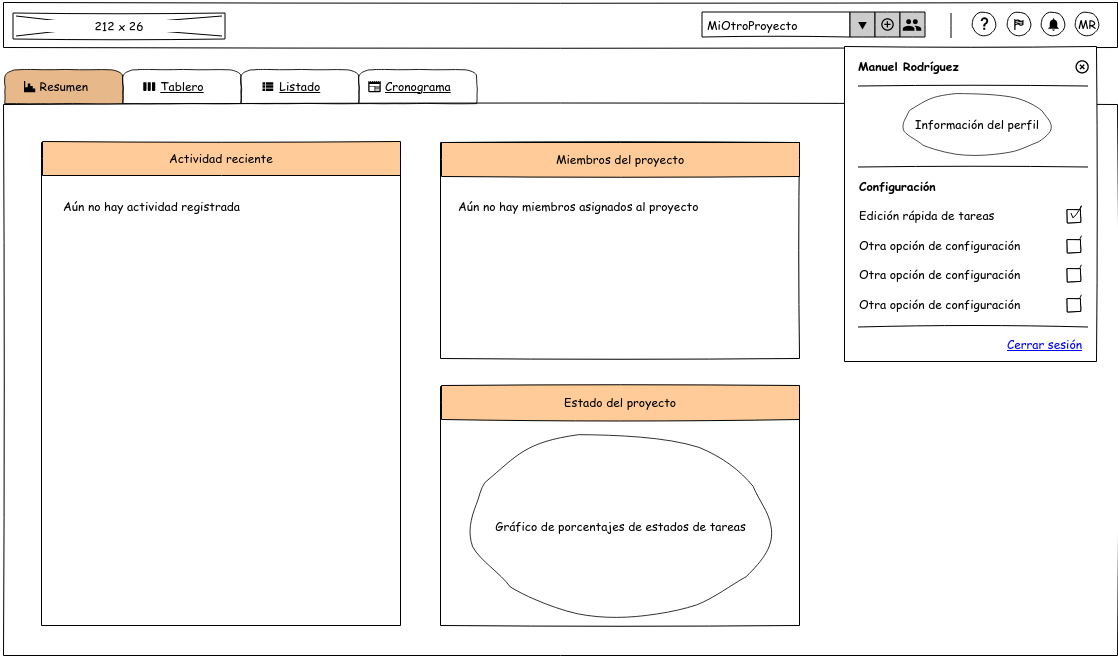 212 x 26
MiOtroProyecto
?
MR
Resumen
Tablero
Listado
Cronograma
Manuel Rodríguez
Información del perfil
Configuración
Edición rápida de tareas
Otra opción de configuración
Otra opción de configuración
Otra opción de configuración
Cerrar sesión
Actividad reciente
Aún no hay actividad registrada
Miembros del proyecto
Aún no hay miembros asignados al proyecto
Estado del proyecto
Gráfico de porcentajes de estados de tareas